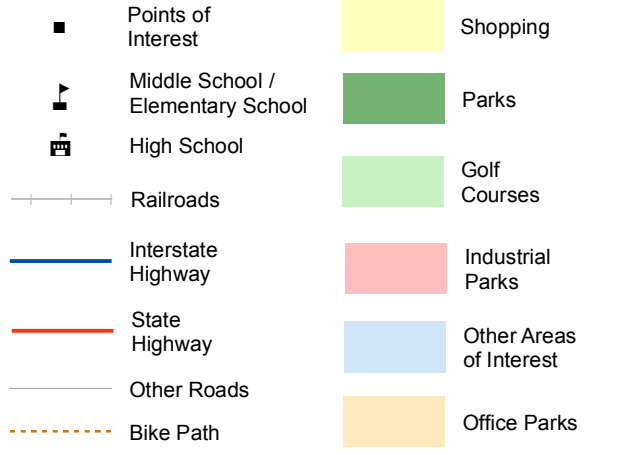 Points of
Interest
Middle School /
Elementary School
High School
Railroads
Interstate
Highway
State
Highway
Other Roads
Bike Path
Shopping
Parks
Golf
Courses
Industrial
Parks
Other Areas
of Interest
Office Parks